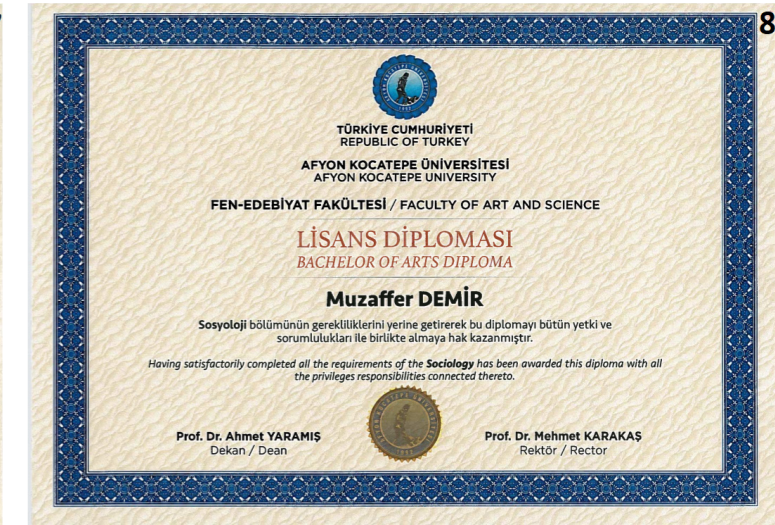 8
TÜRKİYE CUMHURİYETİ
REPUBLIC OF TURKEY
AFYON KOCATEPE ÜNİVERSİTESİ
AFYON KOCATEPE UNIVERSITY
FEN-EDEBİYAT FAKÜLTESİ / FACULTY OF ART AND SCIENCE
LİSANS DİPLOMASI
BACHELOR OF ARTS DIPLOMA
Muzaffer DEMİR
Sosyoloji bölümünün gerekliliklerini yerine getirerek bu diplomayı bütün yetki ve
sorumlulukları ile birlikte almaya hak kazanmıştır.
Having satisfactorily completed all the requirements of the Sociology has been awarded this diploma with all
the privileges responsibilities connected thereto.
Prof. Dr. Ahmet YARAMIŞ
Dekan / Dean
Prof. Dr. Mehmet KARAKAŞ
Rektör / Rector